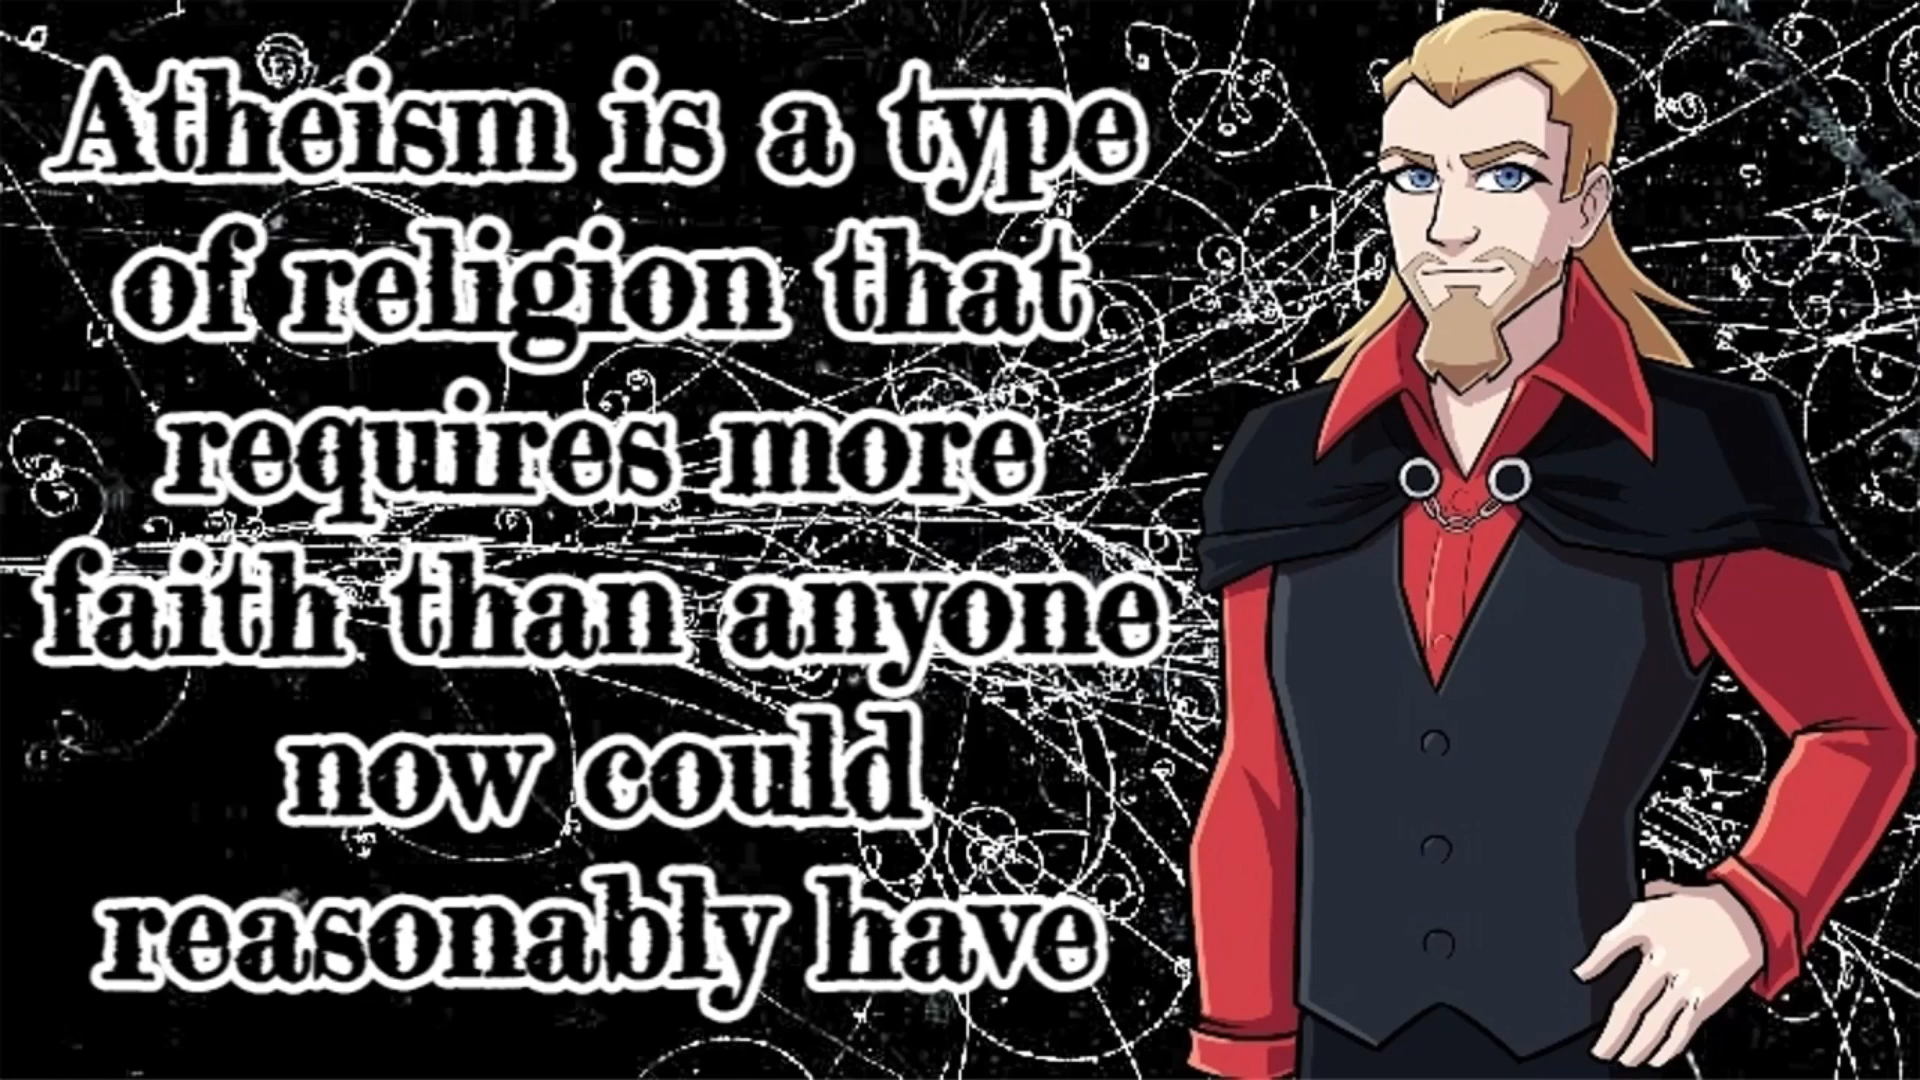 Atheism is a type
of religion that
requires more
faith than anyone
now could
reasonably have